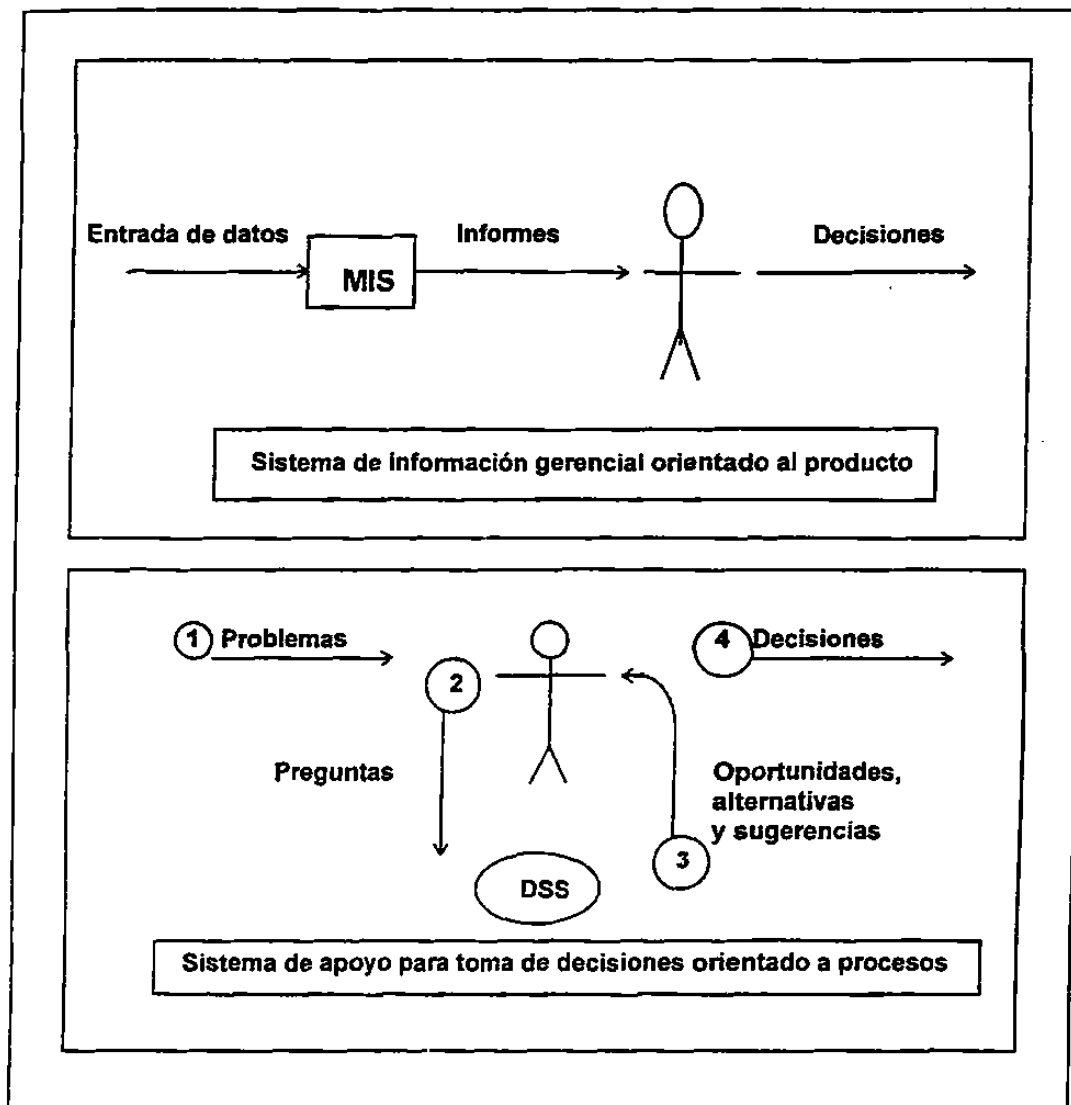 Entrada de datos
Informes
Decisiones
MIS
Sistema de información gerencial orientado al producto
1 Problemas
4 Decisiones
2
Preguntas
Oportunidades,
alternativas
y sugerencias
3
DSS
Sistema de apoyo para toma de decisiones orientado a procesos